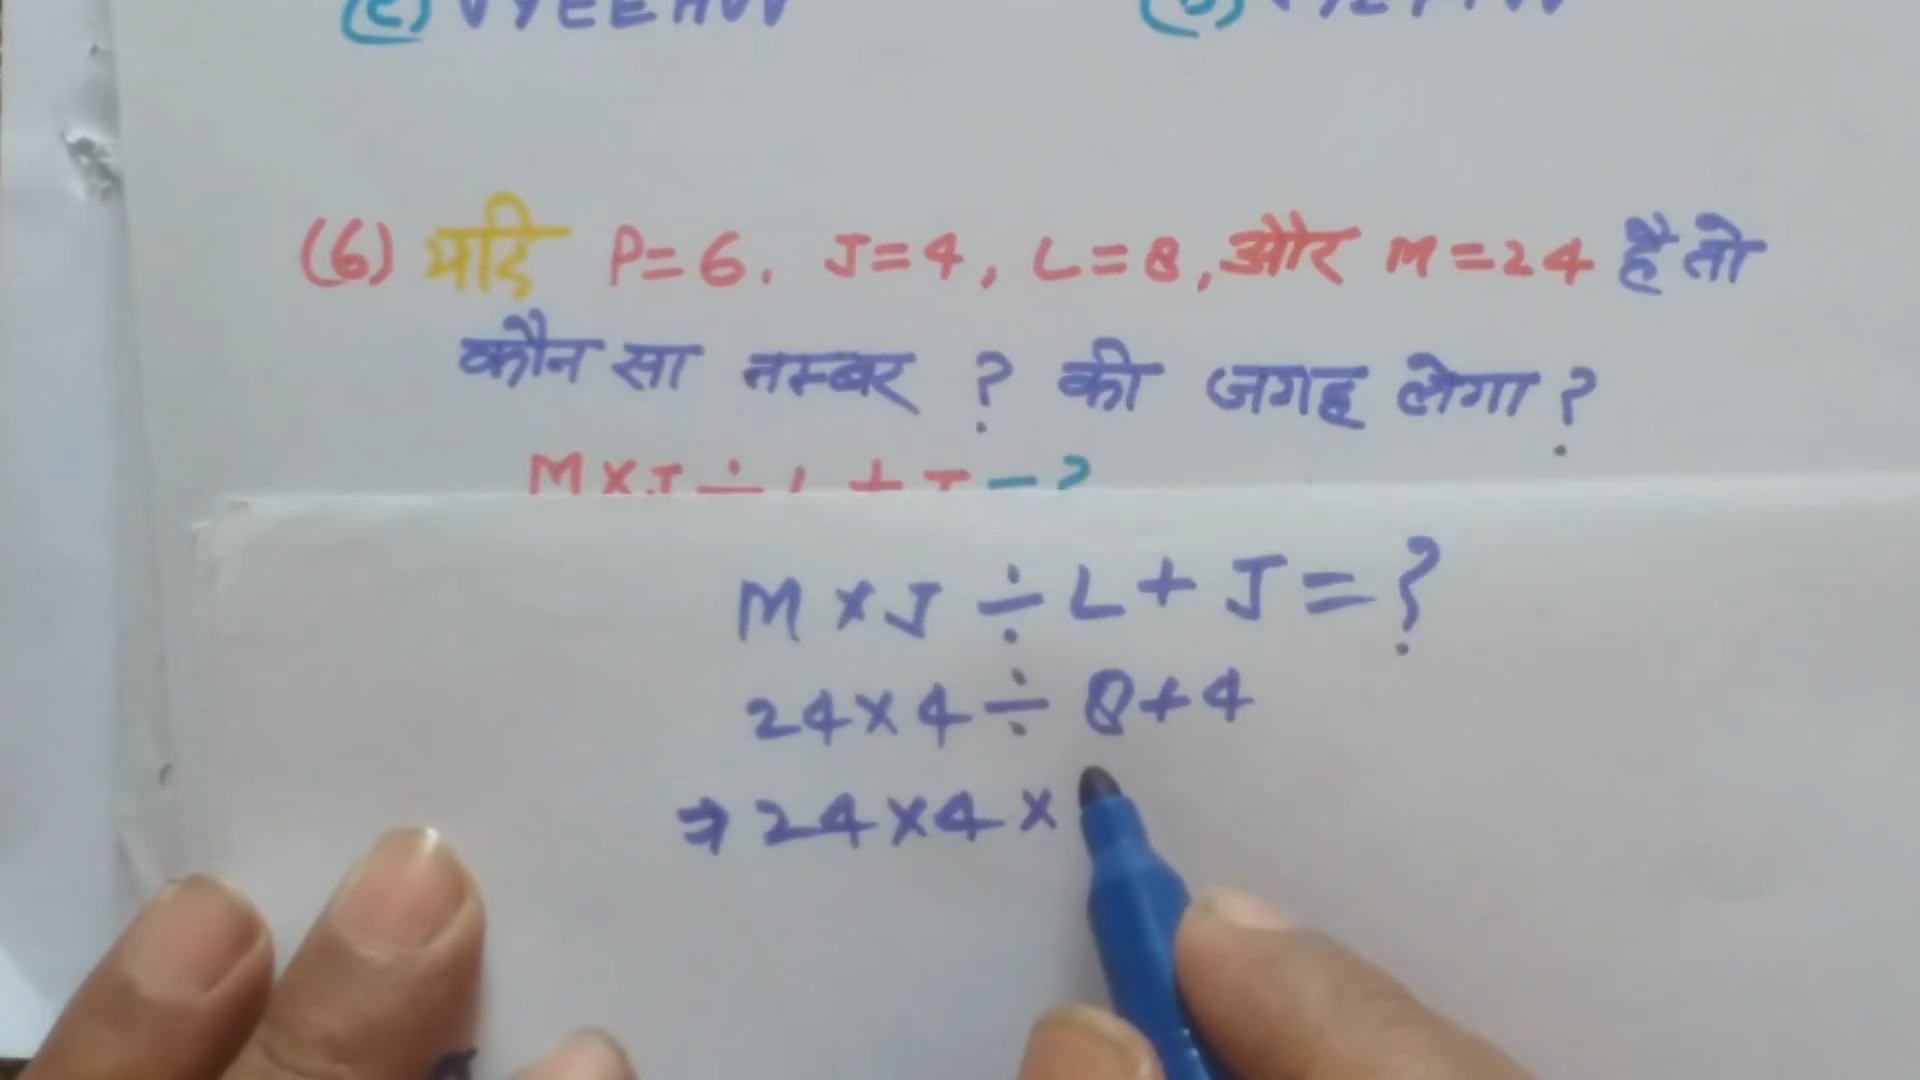 (6) यदि P=6. J=4, L=8, और M=24 है तो
कौन सा नम्बर ? की जगह लेगा ?
M × J ÷ L + J = ?
M × J ÷ L + J = ?
24 × 4 ÷ 8 + 4
⇒ 24 × 4 ×